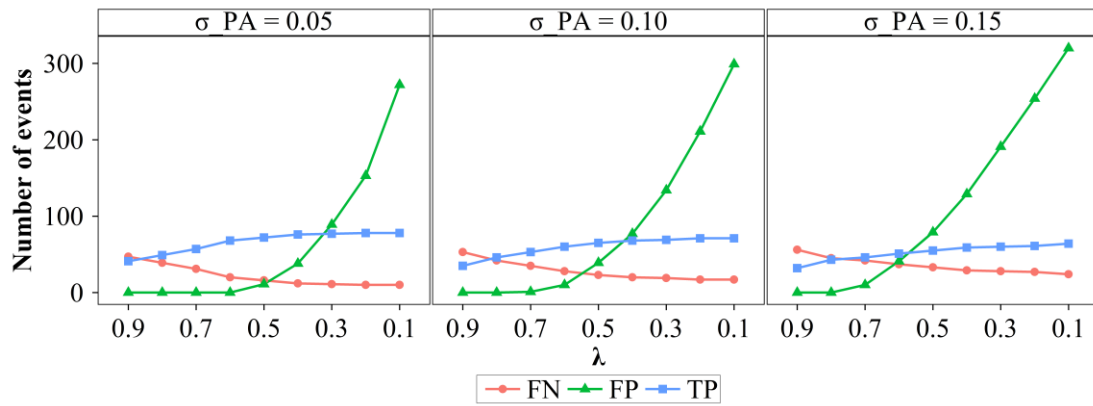 σ_PA = 0.05 σ_PA = 0.10 σ_PA = 0.15
Number of events
300
200
100
0
0.9 0.7 0.5 0.3 0.1 0.9 0.7 0.5 0.3 0.1 0.9 0.7 0.5 0.3 0.1
λ
FN FP TP